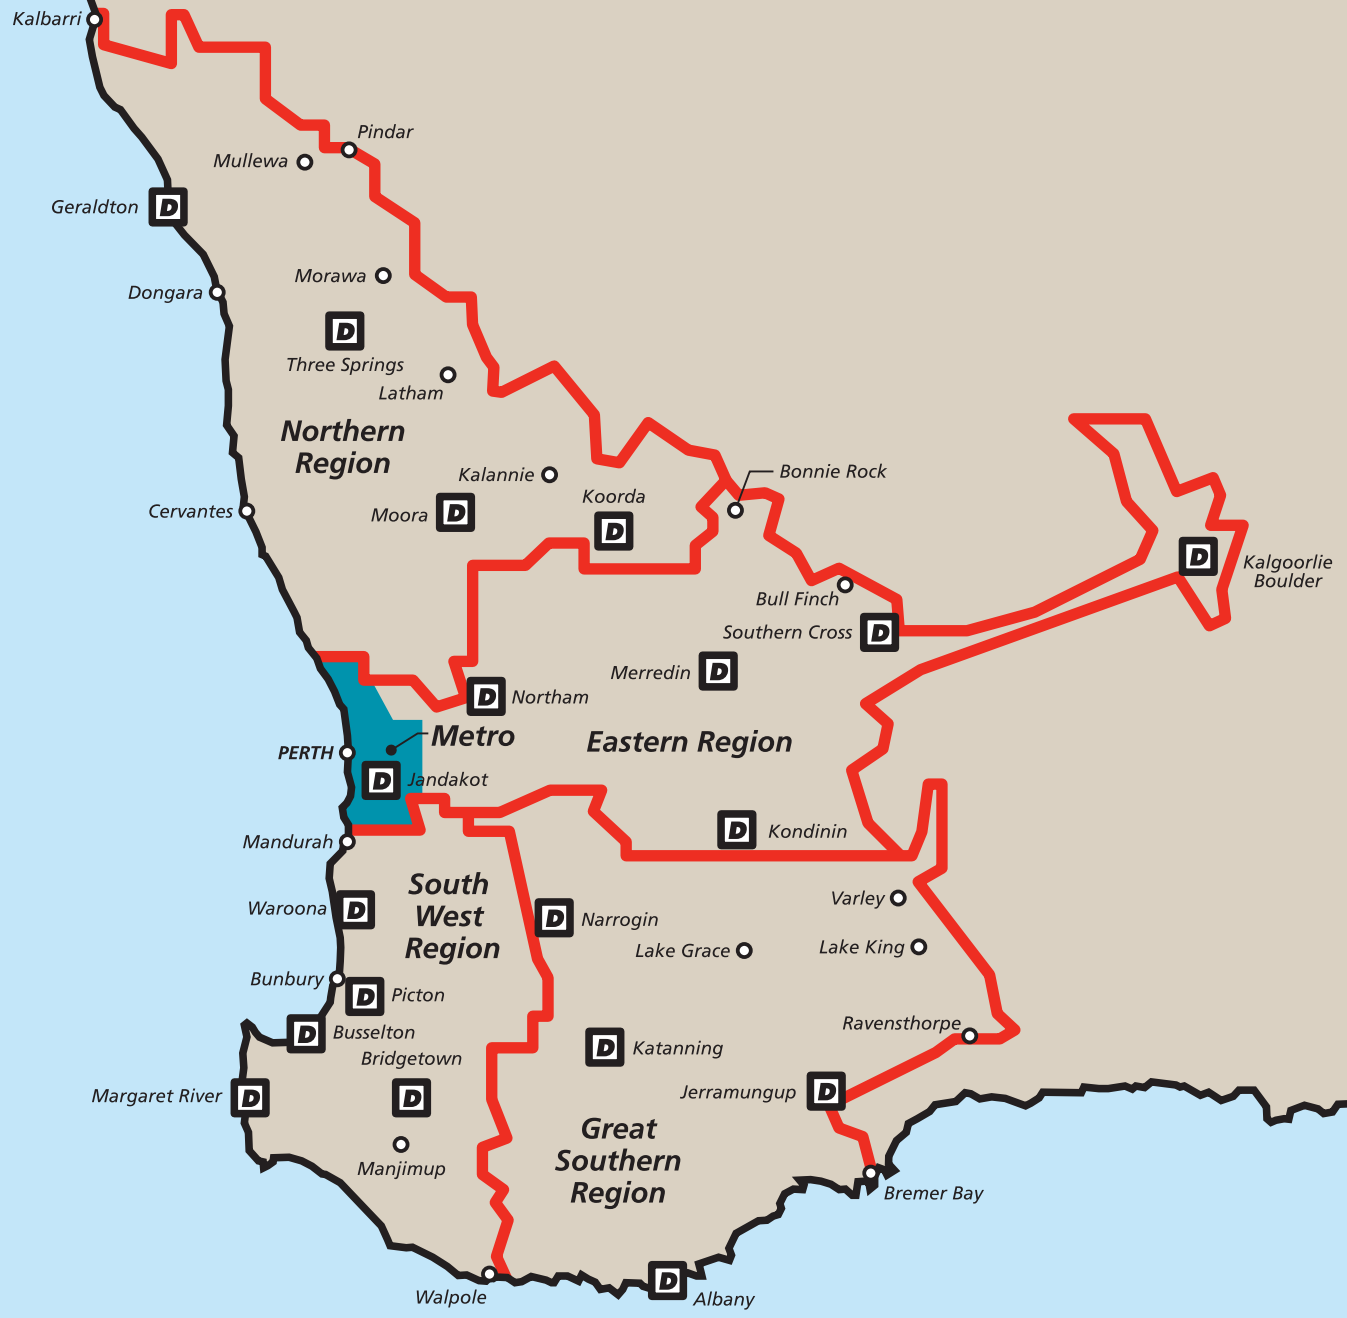 Kalbarri
Pindar
Mullewa
D
Geraldton
Morawa
Dongara
D
Three Springs
Latham
Northern
Region
Kalannie
Bonnie Rock
Koorda
D
Moora
D
Cervantes
D
Kalgoorlie
Boulder
Bull Finch
Southern Cross
D
Merredin
D
D
Northam
Metro
Eastern Region
PERTH
D
Jandakot
D
Kondinin
Mandurah
South
West
Region
Varley
Waroona
D
D
Narrogin
Lake Grace
Lake King
Bunbury
D
Picton
Ravensthorpe
D
Busselton
D
Katanning
Bridgetown
D
Jerramungup
D
Margaret River
D
Great
Southern
Region
Manjimup
Bremer Bay
D
Walpole
Albany